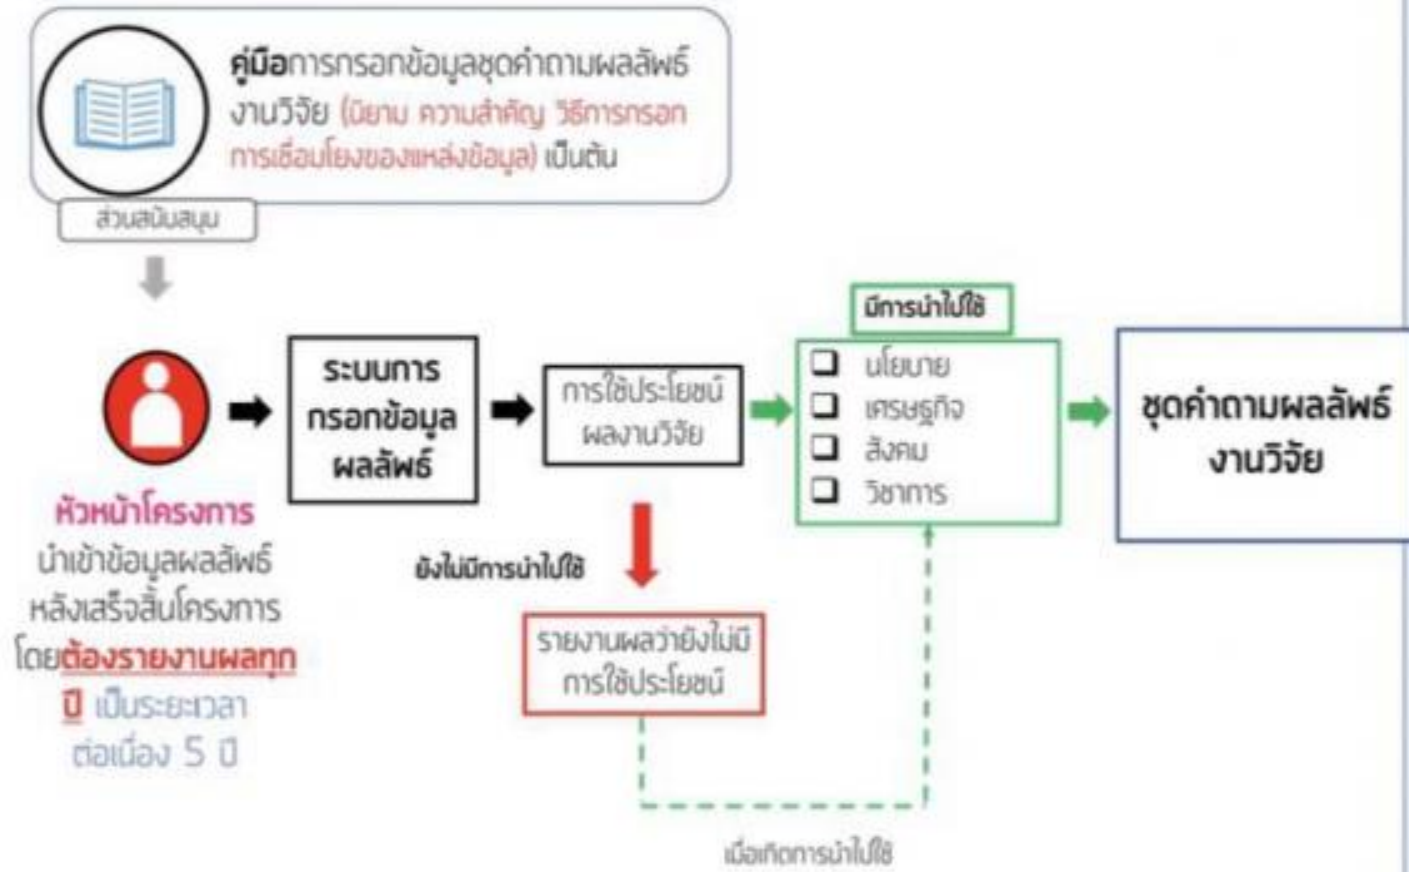 คู่มือการกรอกข้อมูลชุดคำถามผลลัพธ์
งานวิจัย (นิยาม ความสำคัญ วิธีการกรอก
การเชื่อมโยงของแหล่งข้อมูล) เป็นต้น
ส่วนสนับสนุน
หัวหน้าโครงการ
นำเข้าข้อมูลผลลัพธ์
หลังเสร็จสิ้นโครงการ
โดยต้องรายงานผลทุก
ปี เป็นระยะเวลา
ต่อเนื่อง 5 ปี
ระบบการ
กรอกข้อมูล
ผลลัพธ์
การใช้ประโยชน์
ผลงานวิจัย
ยังไม่มีการนำไปใช้
รายงานผลว่ายังไม่มี
การใช้ประโยชน์
เมื่อเกิดการนำไปใช้
มีการนำไปใช้
นโยบาย
เศรษฐกิจ
สังคม
วิชาการ
ชุดคำถามผลลัพธ์
งานวิจัย